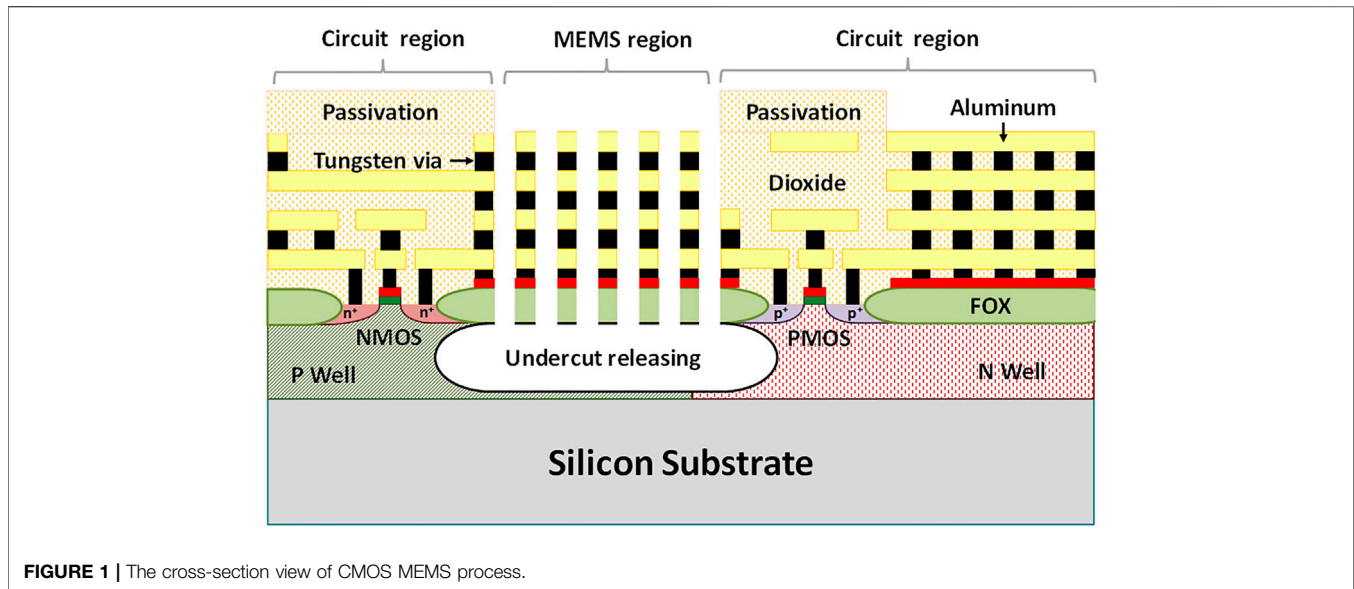 Circuit region
MEMS region
Circuit region
Passivation
Passivation
Aluminum
Tungsten via
Dioxide
n⁺
n⁺
p⁺
p⁺
FOX
NMOS
PMOS
Undercut releasing
P Well
N Well
Silicon Substrate
FIGURE 1 | The cross-section view of CMOS MEMS process.